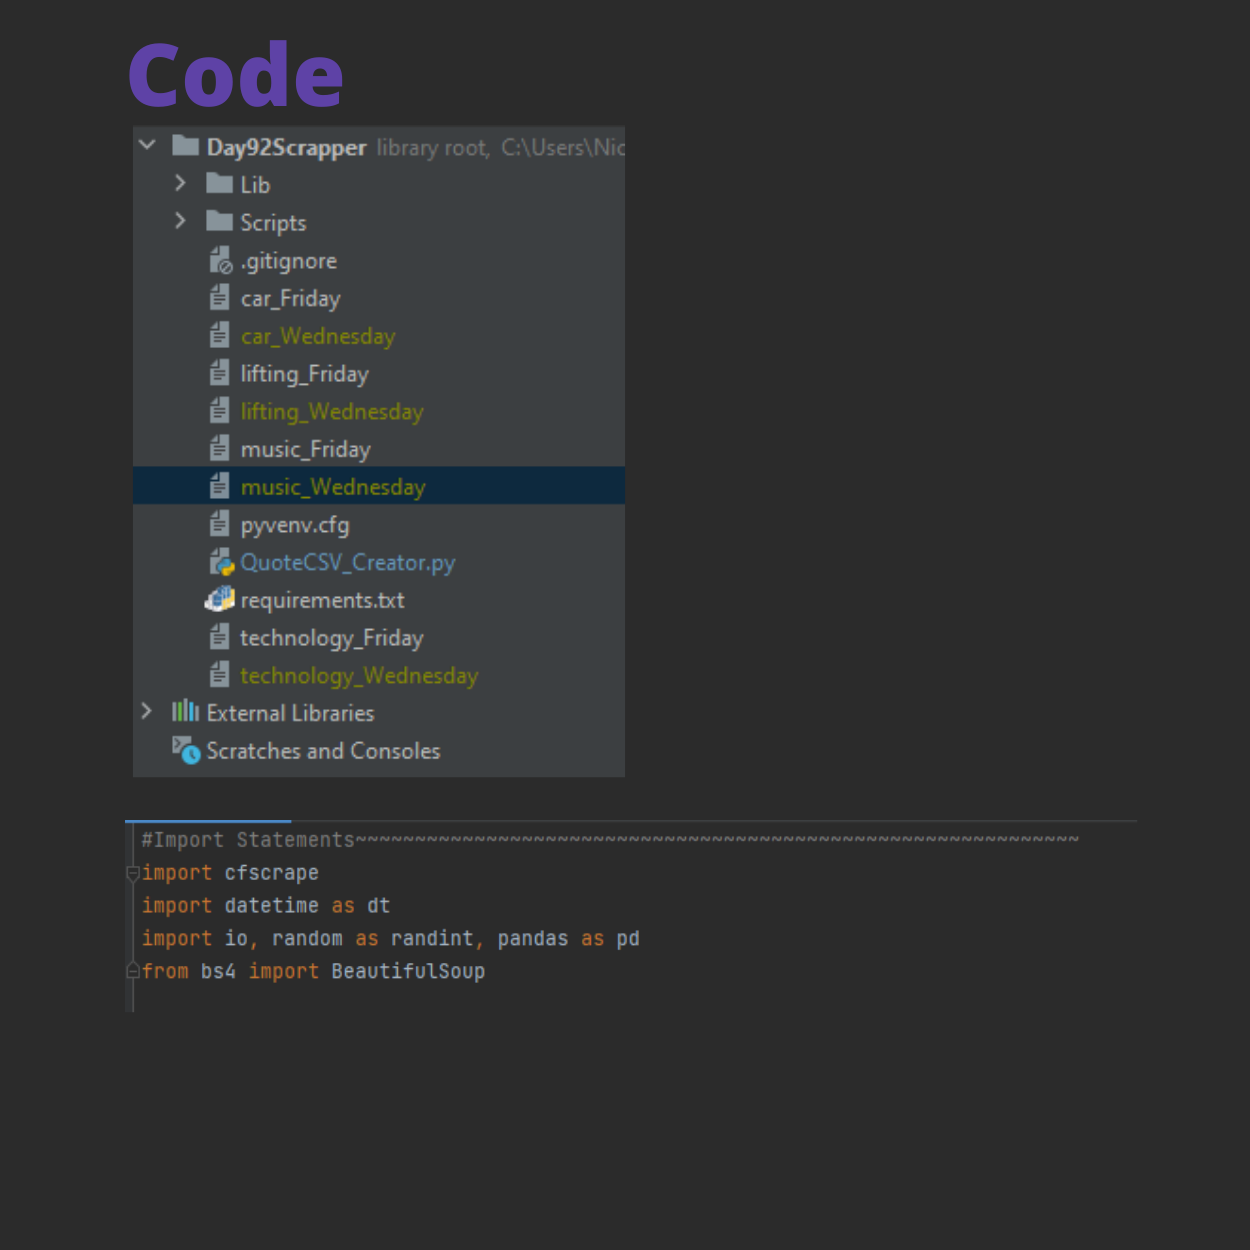 Code
Day92Scrapper library root, C:\Users\Nic
Lib
Scripts
.gitignore
car_Friday
car_Wednesday
lifting_Friday
lifting_Wednesday
music_Friday
music_Wednesday
pyvenv.cfg
QuoteCSV_Creator.py
requirements.txt
technology_Friday
technology_Wednesday
External Libraries
Scratches and Consoles
#Import Statements~~~~~~~~~~~~~~~~~~~~~~~~~~~~~~~~~~~~~~~~~~~~~~~~~~~~~~~~~~~~~
import cfscrape
import datetime as dt
import io, random as randint, pandas as pd
from bs4 import BeautifulSoup